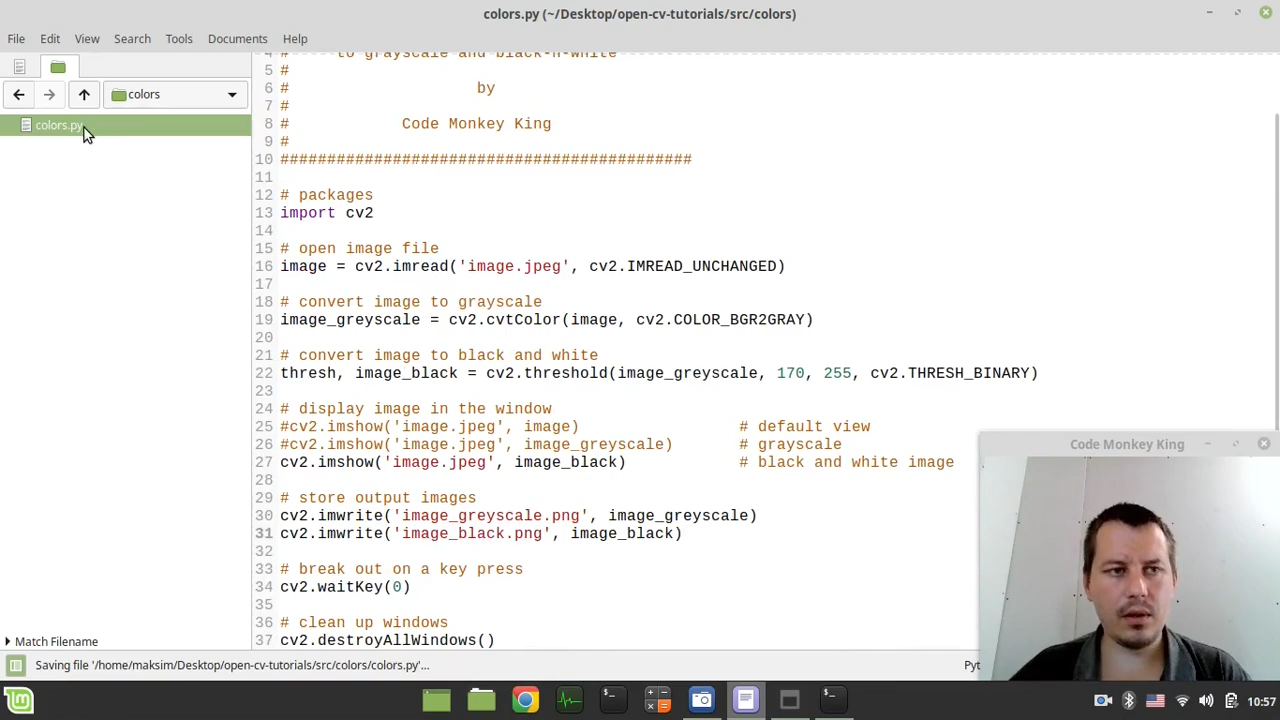 colors.py (~/Desktop/open-cv-tutorials/src/colors)
File Edit View Search Tools Documents Help
colors
colors.py
4 # to grayscale and black-n-white
5 #
6 # by
7 #
8 # Code Monkey King
9 #
10 ############################################
11
12 # packages
13 import cv2
14
15 # open image file
16 image = cv2.imread('image.jpeg', cv2.IMREAD_UNCHANGED)
17
18 # convert image to grayscale
19 image_greyscale = cv2.cvtColor(image, cv2.COLOR_BGR2GRAY)
20
21 # convert image to black and white
22 thresh, image_black = cv2.threshold(image_greyscale, 170, 255, cv2.THRESH_BINARY)
23
24 # display image in the window
25 #cv2.imshow('image.jpeg', image) # default view
26 #cv2.imshow('image.jpeg', image_greyscale) # grayscale
27 cv2.imshow('image.jpeg', image_black) # black and white image
28
29 # store output images
30 cv2.imwrite('image_greyscale.png', image_greyscale)
31 cv2.imwrite('image_black.png', image_black)
32
33 # break out on a key press
34 cv2.waitKey(0)
35
36 # clean up windows
37 cv2.destroyAllWindows()
Code Monkey King
Match Filename
Saving file '/home/maksim/Desktop/open-cv-tutorials/src/colors/colors.py'... Pyt
10:57